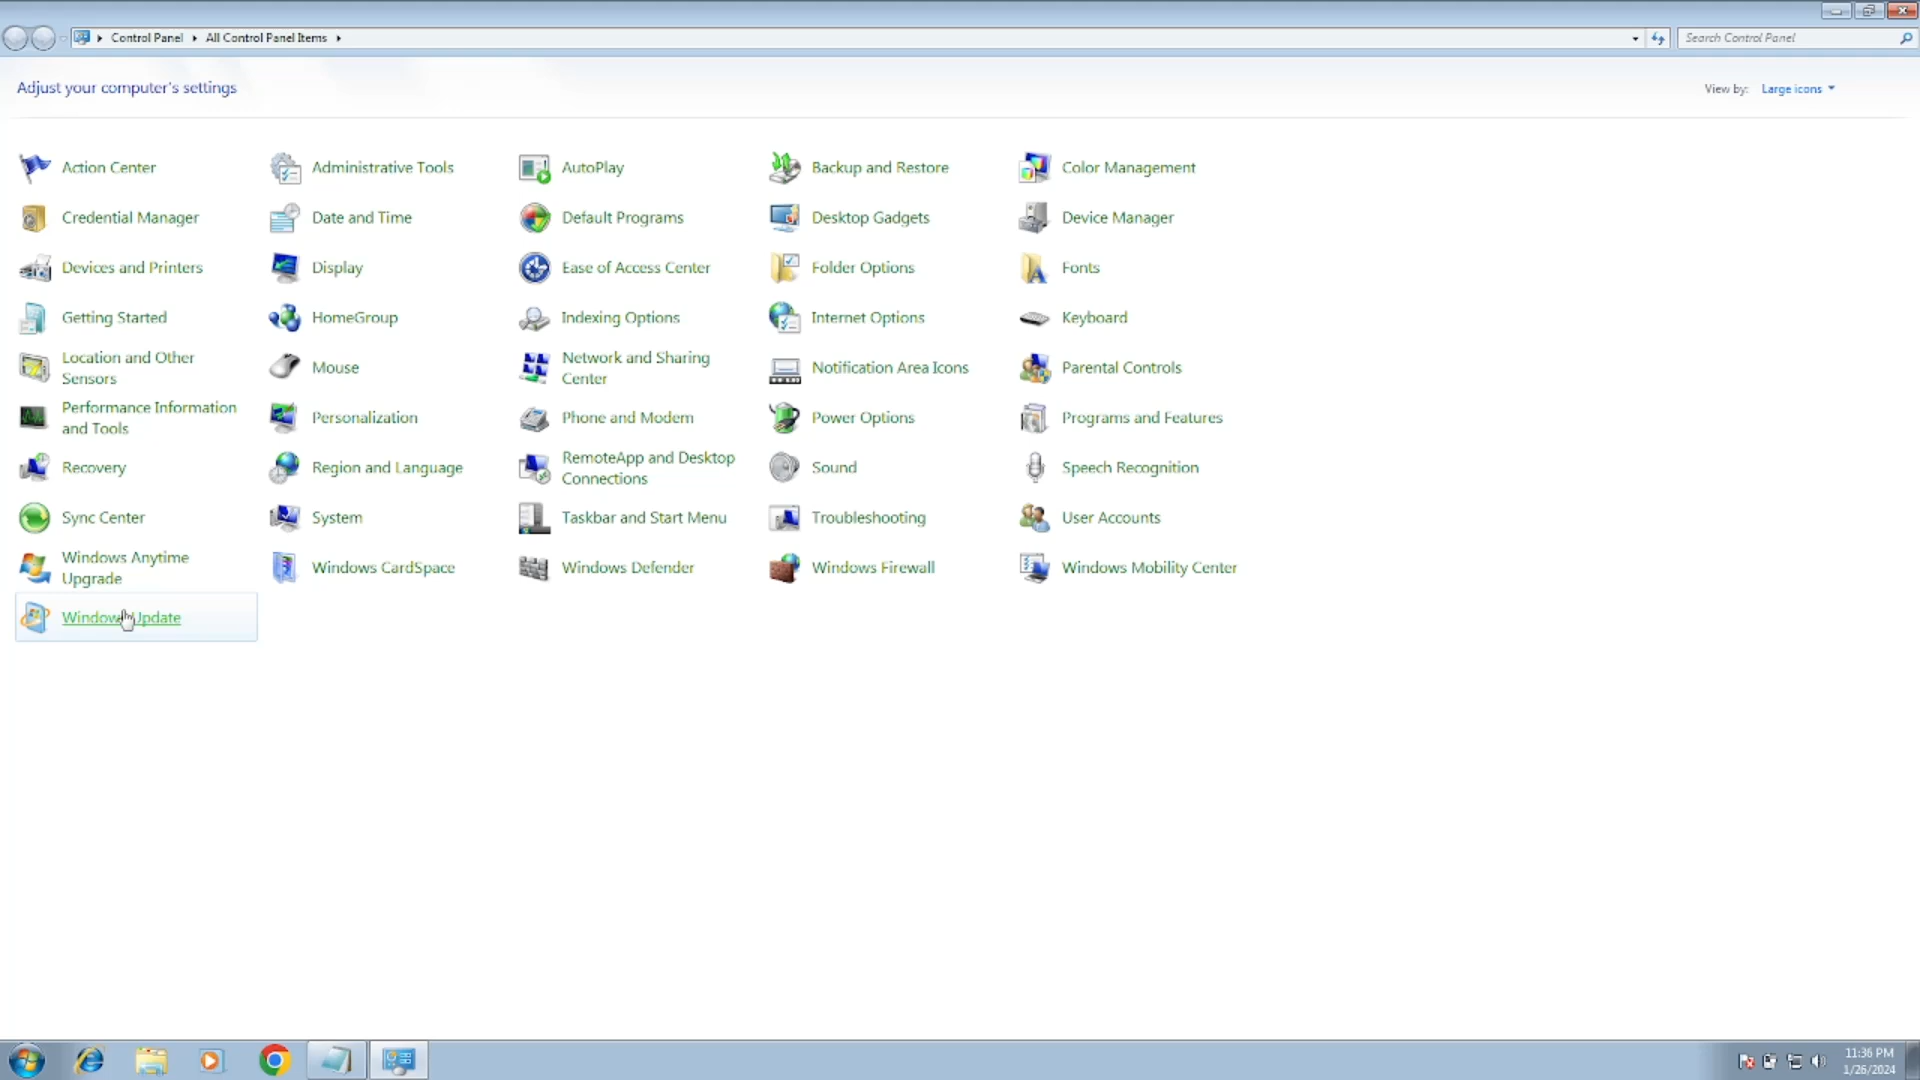 Control Panel
All Control Panel Items
Search Control Panel
Adjust your computer's settings
View by: Large icons
Action Center
Administrative Tools
AutoPlay
Backup and Restore
Color Management
Credential Manager
Date and Time
Default Programs
Desktop Gadgets
Device Manager
Devices and Printers
Display
Ease of Access Center
Folder Options
Fonts
Getting Started
HomeGroup
Indexing Options
Internet Options
Keyboard
Location and Other
Sensors
Mouse
Network and Sharing
Center
Notification Area Icons
Parental Controls
Performance Information
and Tools
Personalization
Phone and Modem
Power Options
Programs and Features
Recovery
Region and Language
RemoteApp and Desktop
Connections
Sound
Speech Recognition
Sync Center
System
Taskbar and Start Menu
Troubleshooting
User Accounts
Windows Anytime
Upgrade
Windows CardSpace
Windows Defender
Windows Firewall
Windows Mobility Center
Windows Update
11:36 PM
1/26/2024